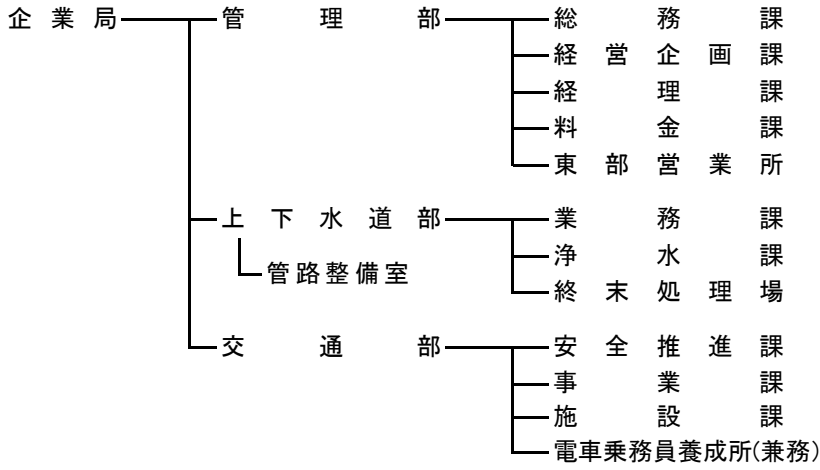 企業局 管理部 総務課
経営企画課
経理課
料金課
東部営業所
上下水道部 業務課
浄水課
管路整備室
終末処理場
交通部 安全推進課
事業課
施設課
電車乗務員養成所(兼務)